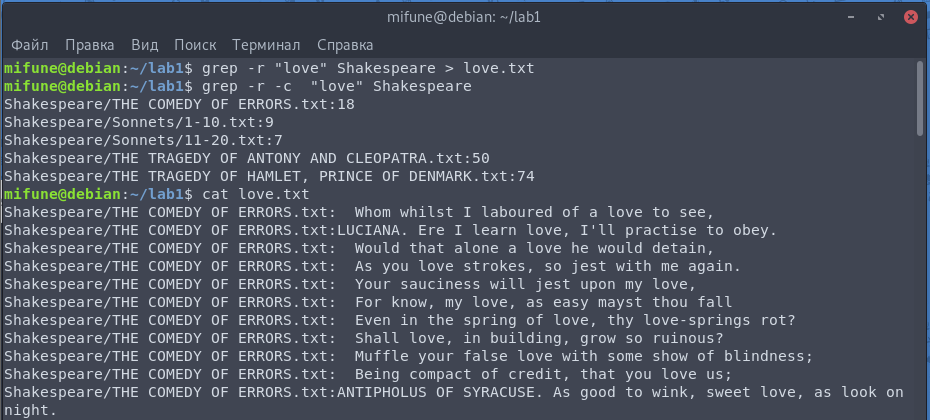 mifune@debian: ~/lab1
Файл Правка Вид Поиск Терминал Справка
mifune@debian:~/lab1$ grep -r "love" Shakespeare > love.txt
mifune@debian:~/lab1$ grep -r -c  "love" Shakespeare
Shakespeare/THE COMEDY OF ERRORS.txt:18
Shakespeare/Sonnets/1-10.txt:9
Shakespeare/Sonnets/11-20.txt:7
Shakespeare/THE TRAGEDY OF ANTONY AND CLEOPATRA.txt:50
Shakespeare/THE TRAGEDY OF HAMLET, PRINCE OF DENMARK.txt:74
mifune@debian:~/lab1$ cat love.txt
Shakespeare/THE COMEDY OF ERRORS.txt:  Whom whilst I laboured of a love to see,
Shakespeare/THE COMEDY OF ERRORS.txt:LUCIANA. Ere I learn love, I'll practise to obey.
Shakespeare/THE COMEDY OF ERRORS.txt:  Would that alone a love he would detain,
Shakespeare/THE COMEDY OF ERRORS.txt:  As you love strokes, so jest with me again.
Shakespeare/THE COMEDY OF ERRORS.txt:  Your sauciness will jest upon my love,
Shakespeare/THE COMEDY OF ERRORS.txt:  For know, my love, as easy mayst thou fall
Shakespeare/THE COMEDY OF ERRORS.txt:  Even in the spring of love, thy love-springs rot?
Shakespeare/THE COMEDY OF ERRORS.txt:  Shall love, in building, grow so ruinous?
Shakespeare/THE COMEDY OF ERRORS.txt:  Muffle your false love with some show of blindness;
Shakespeare/THE COMEDY OF ERRORS.txt:  Being compact of credit, that you love us;
Shakespeare/THE COMEDY OF ERRORS.txt:ANTIPHOLUS OF SYRACUSE. As good to wink, sweet love, as look on
night.